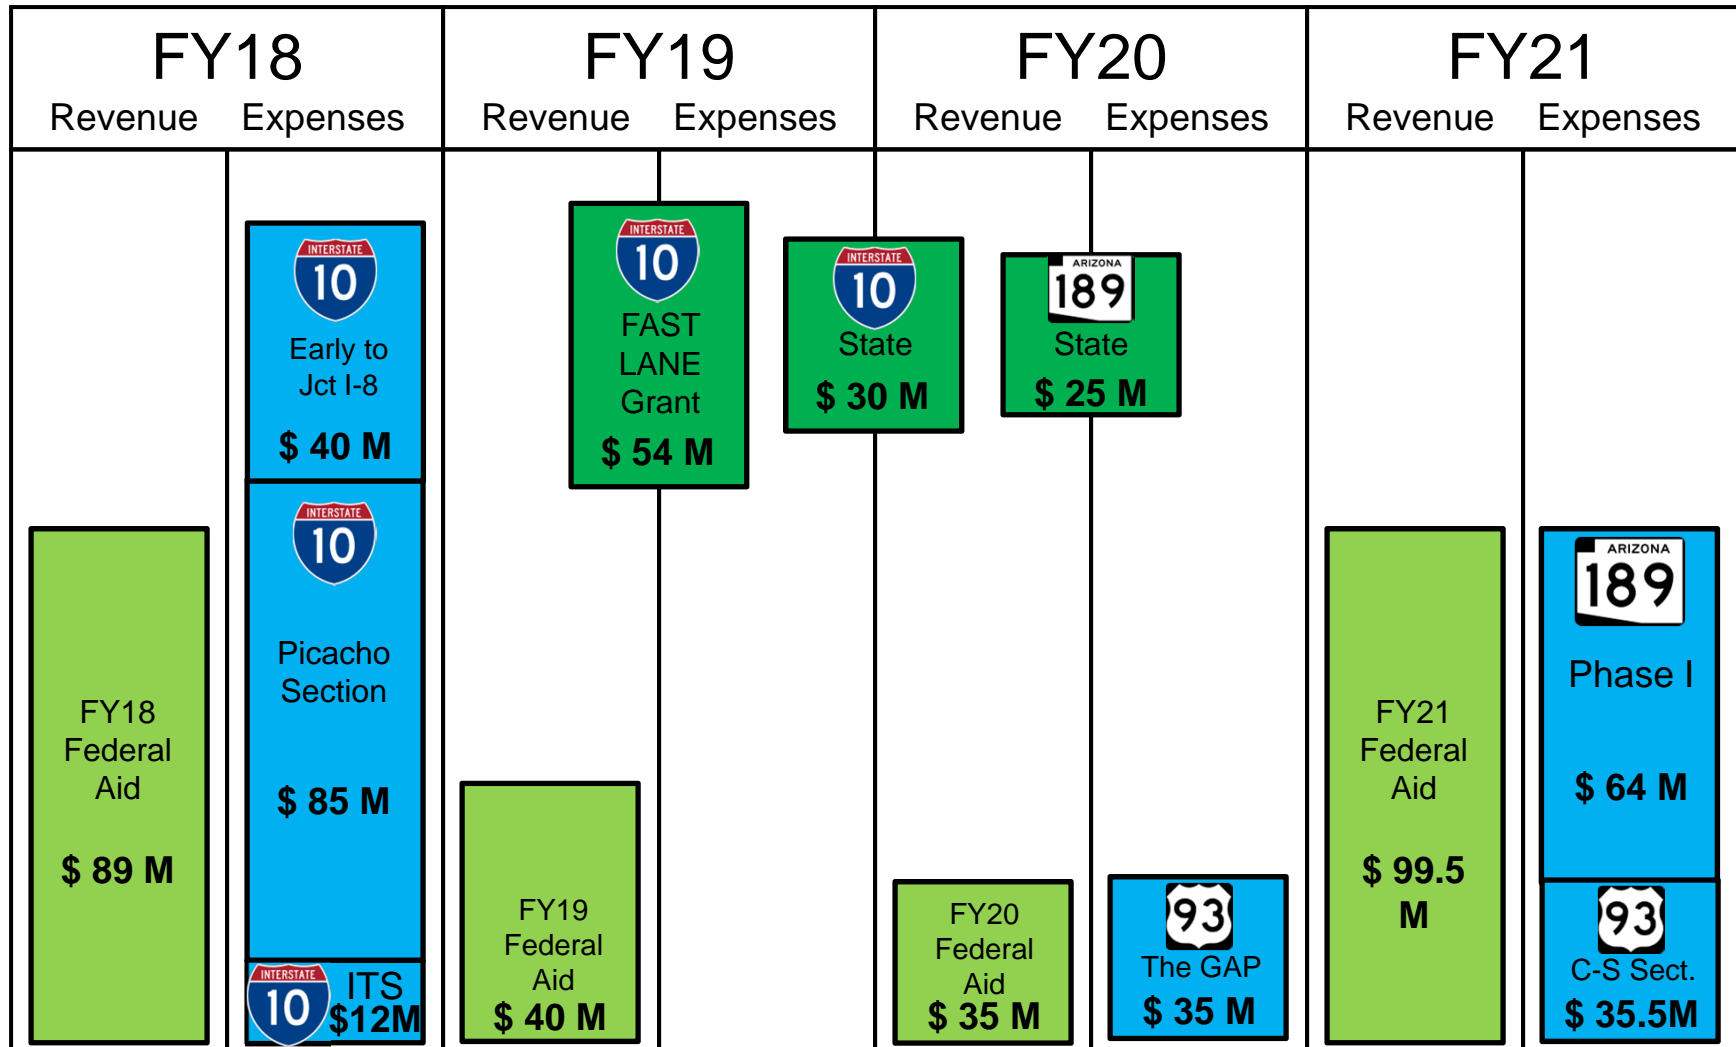 FY18
Revenue Expenses
FY19
Revenue Expenses
FY20
Revenue Expenses
FY21
Revenue Expenses
FY18
Federal
Aid
$ 89 M
INTERSTATE
10
Early to
Jct I-8
$ 40 M
INTERSTATE
10
Picacho
Section
$ 85 M
INTERSTATE
10
ITS
$12M
FY19
Federal
Aid
$ 40 M
INTERSTATE
10
FAST
LANE
Grant
$ 54 M
INTERSTATE
10
State
$ 30 M
FY20
Federal
Aid
$ 35 M
ARIZONA
189
State
$ 25 M
93
The GAP
$ 35 M
FY21
Federal
Aid
$ 99.5
M
ARIZONA
189
Phase I
$ 64 M
93
C-S Sect.
$ 35.5M